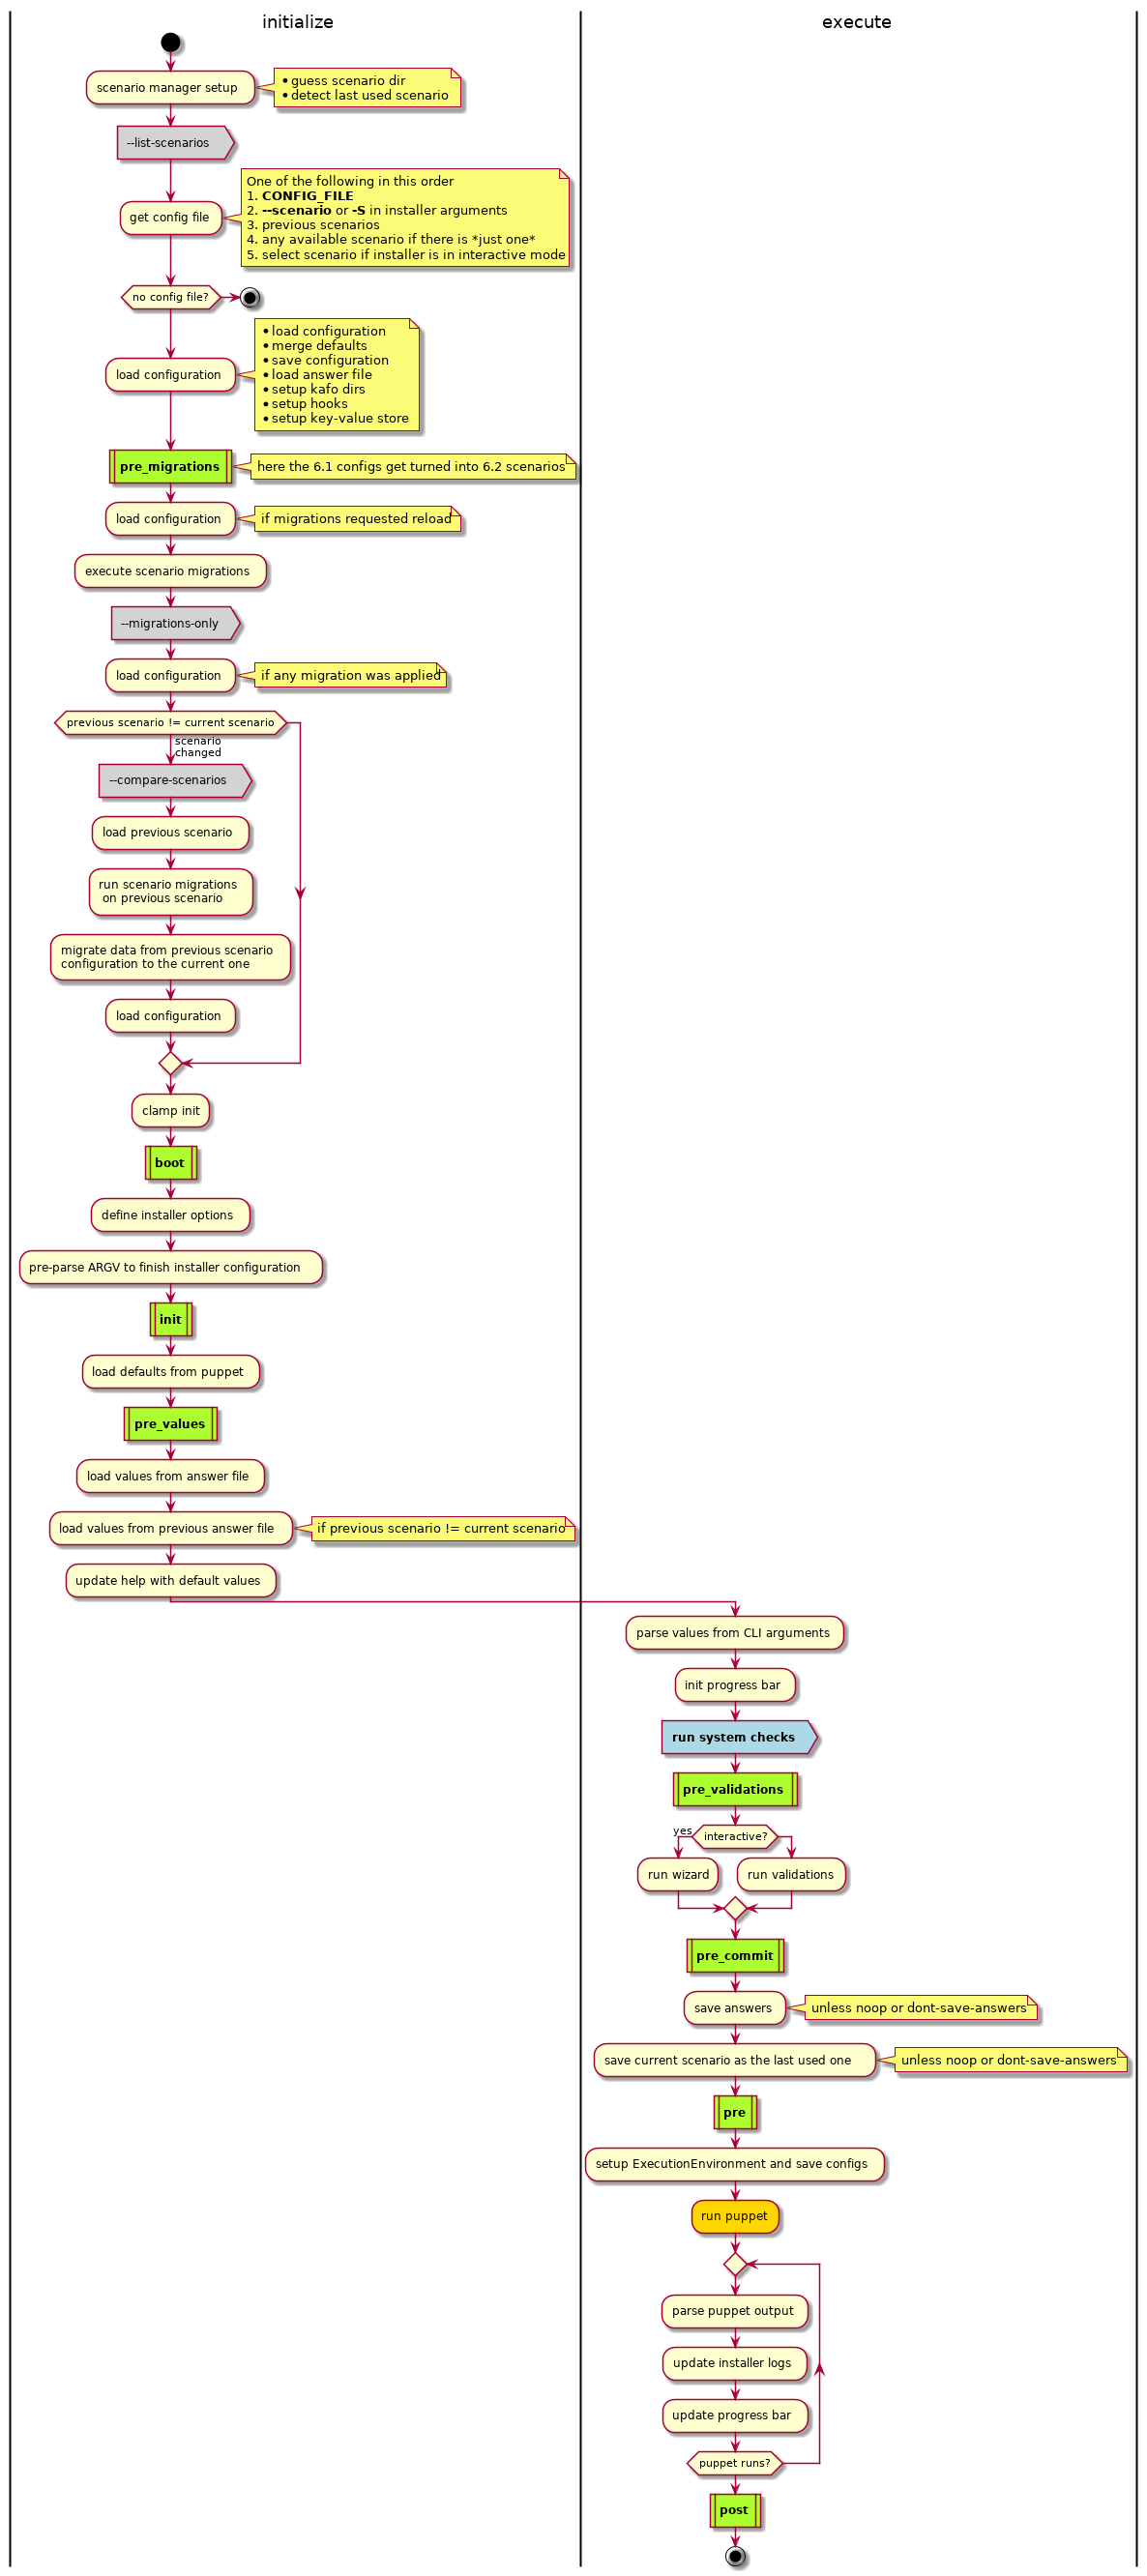 initialize
execute
scenario manager setup
• guess scenario dir
• detect last used scenario
--list-scenarios
get config file
One of the following in this order
1. CONFIG_FILE
2. --scenario or -S in installer arguments
3. previous scenarios
4. any available scenario if there is *just one*
5. select scenario if installer is in interactive mode
no config file?
load configuration
• load configuration
• merge defaults
• save configuration
• load answer file
• setup kafo dirs
• setup hooks
• setup key-value store
pre_migrations
here the 6.1 configs get turned into 6.2 scenarios
load configuration
if migrations requested reload
execute scenario migrations
--migrations-only
load configuration
if any migration was applied
previous scenario != current scenario
scenario
changed
--compare-scenarios
load previous scenario
run scenario migrations
on previous scenario
migrate data from previous scenario
configuration to the current one
load configuration
clamp init
boot
define installer options
pre-parse ARGV to finish installer configuration
init
load defaults from puppet
pre_values
load values from answer file
load values from previous answer file
if previous scenario != current scenario
update help with default values
parse values from CLI arguments
init progress bar
run system checks
pre_validations
yes
interactive?
run wizard
run validations
pre_commit
save answers
unless noop or dont-save-answers
save current scenario as the last used one
unless noop or dont-save-answers
pre
setup ExecutionEnvironment and save configs
run puppet
parse puppet output
update installer logs
update progress bar
puppet runs?
post